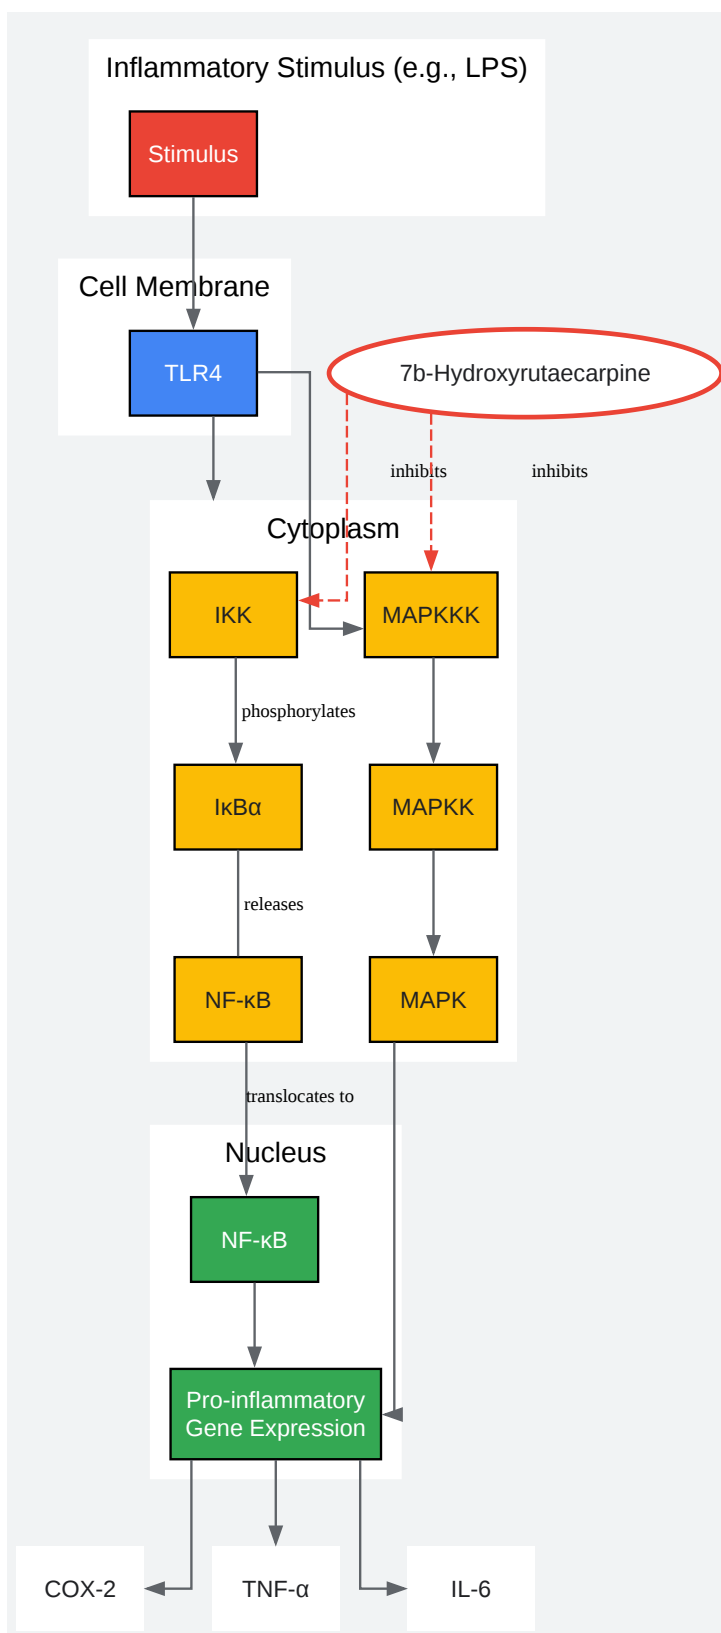 Inflammatory Stimulus (e.g., LPS)
Stimulus
Cell Membrane
TLR4
7b-Hydroxyrutaecarpine
inhibits
inhibits
Cytoplasm
IKK
MAPKKK
phosphorylates
IκBα
MAPKK
releases
NF-κB
MAPK
translocates to
Nucleus
NF-κB
Pro-inflammatory
Gene Expression
COX-2
TNF-α
IL-6